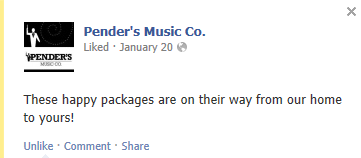 Pender's Music Co.
Liked · January 20
PENDER'S
MUSIC CO.
These happy packages are on their way from our home
to yours!
Unlike · Comment · Share